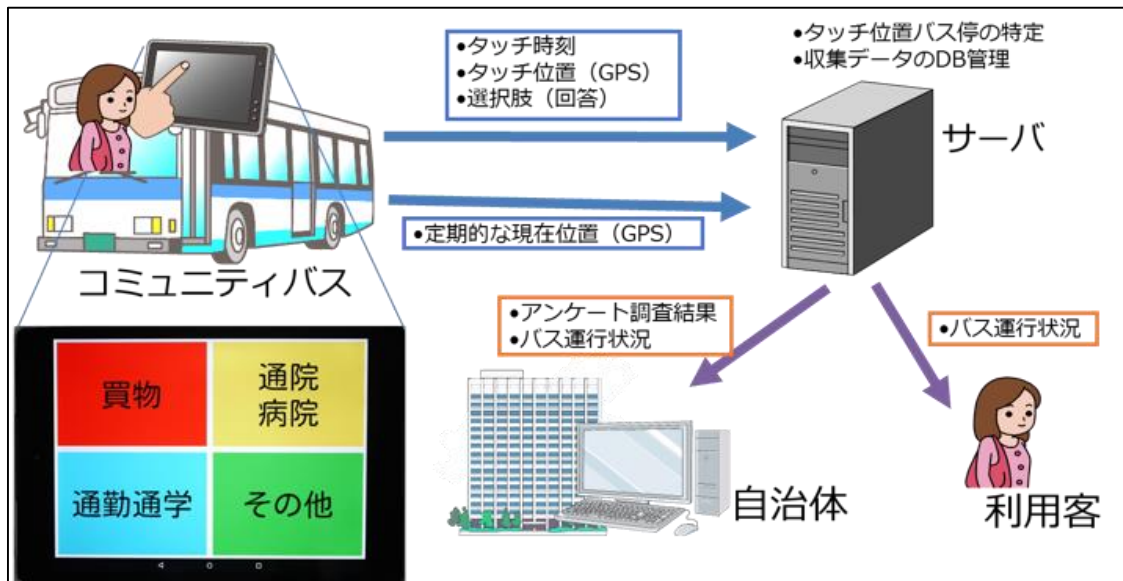 ●タッチ時刻
●タッチ位置（GPS）
●選択肢（回答）
●タッチ位置バス停の特定
●収集データのDB管理
サーバ
●定期的な現在位置（GPS）
コミュニティバス
●アンケート調査結果
●バス運行状況
●バス運行状況
買物
通院
病院
通勤通学
その他
自治体
利用客